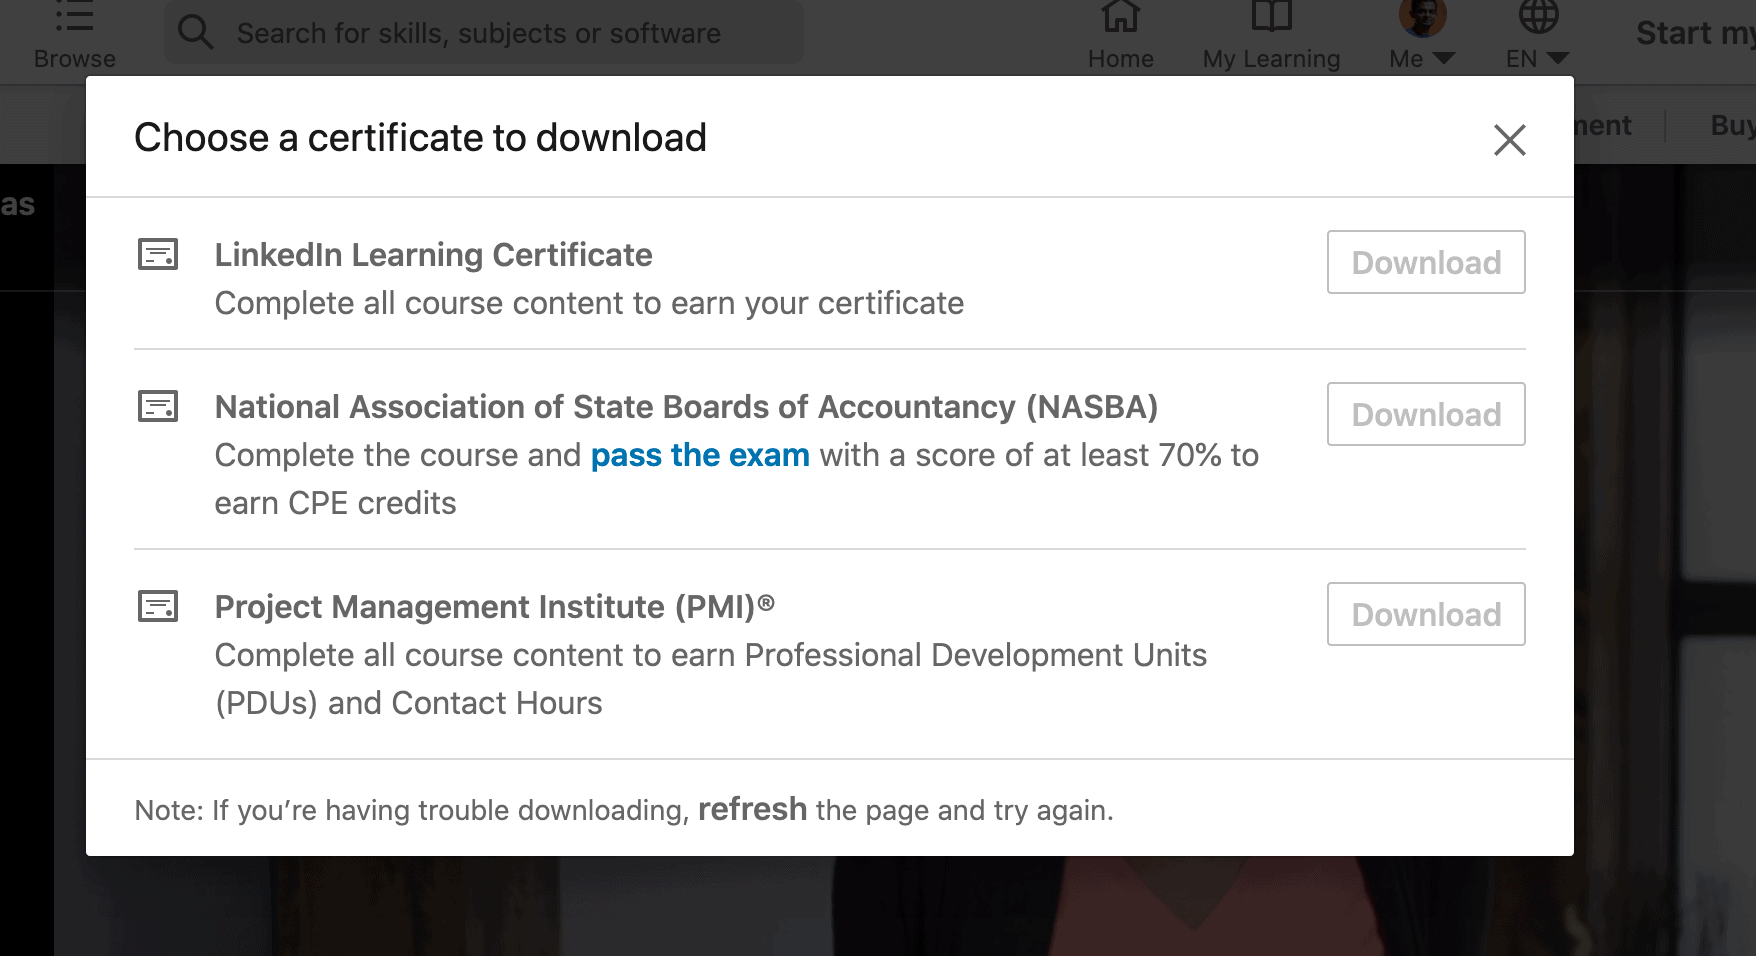 Browse
Search for skills, subjects or software
Home
My Learning
Me
EN
Start my
ment
Buy
as
Choose a certificate to download
LinkedIn Learning Certificate
Complete all course content to earn your certificate
Download
National Association of State Boards of Accountancy (NASBA)
Complete the course and pass the exam with a score of at least 70% to
earn CPE credits
Download
Project Management Institute (PMI)®
Complete all course content to earn Professional Development Units
(PDUs) and Contact Hours
Download
Note: If you’re having trouble downloading, refresh the page and try again.